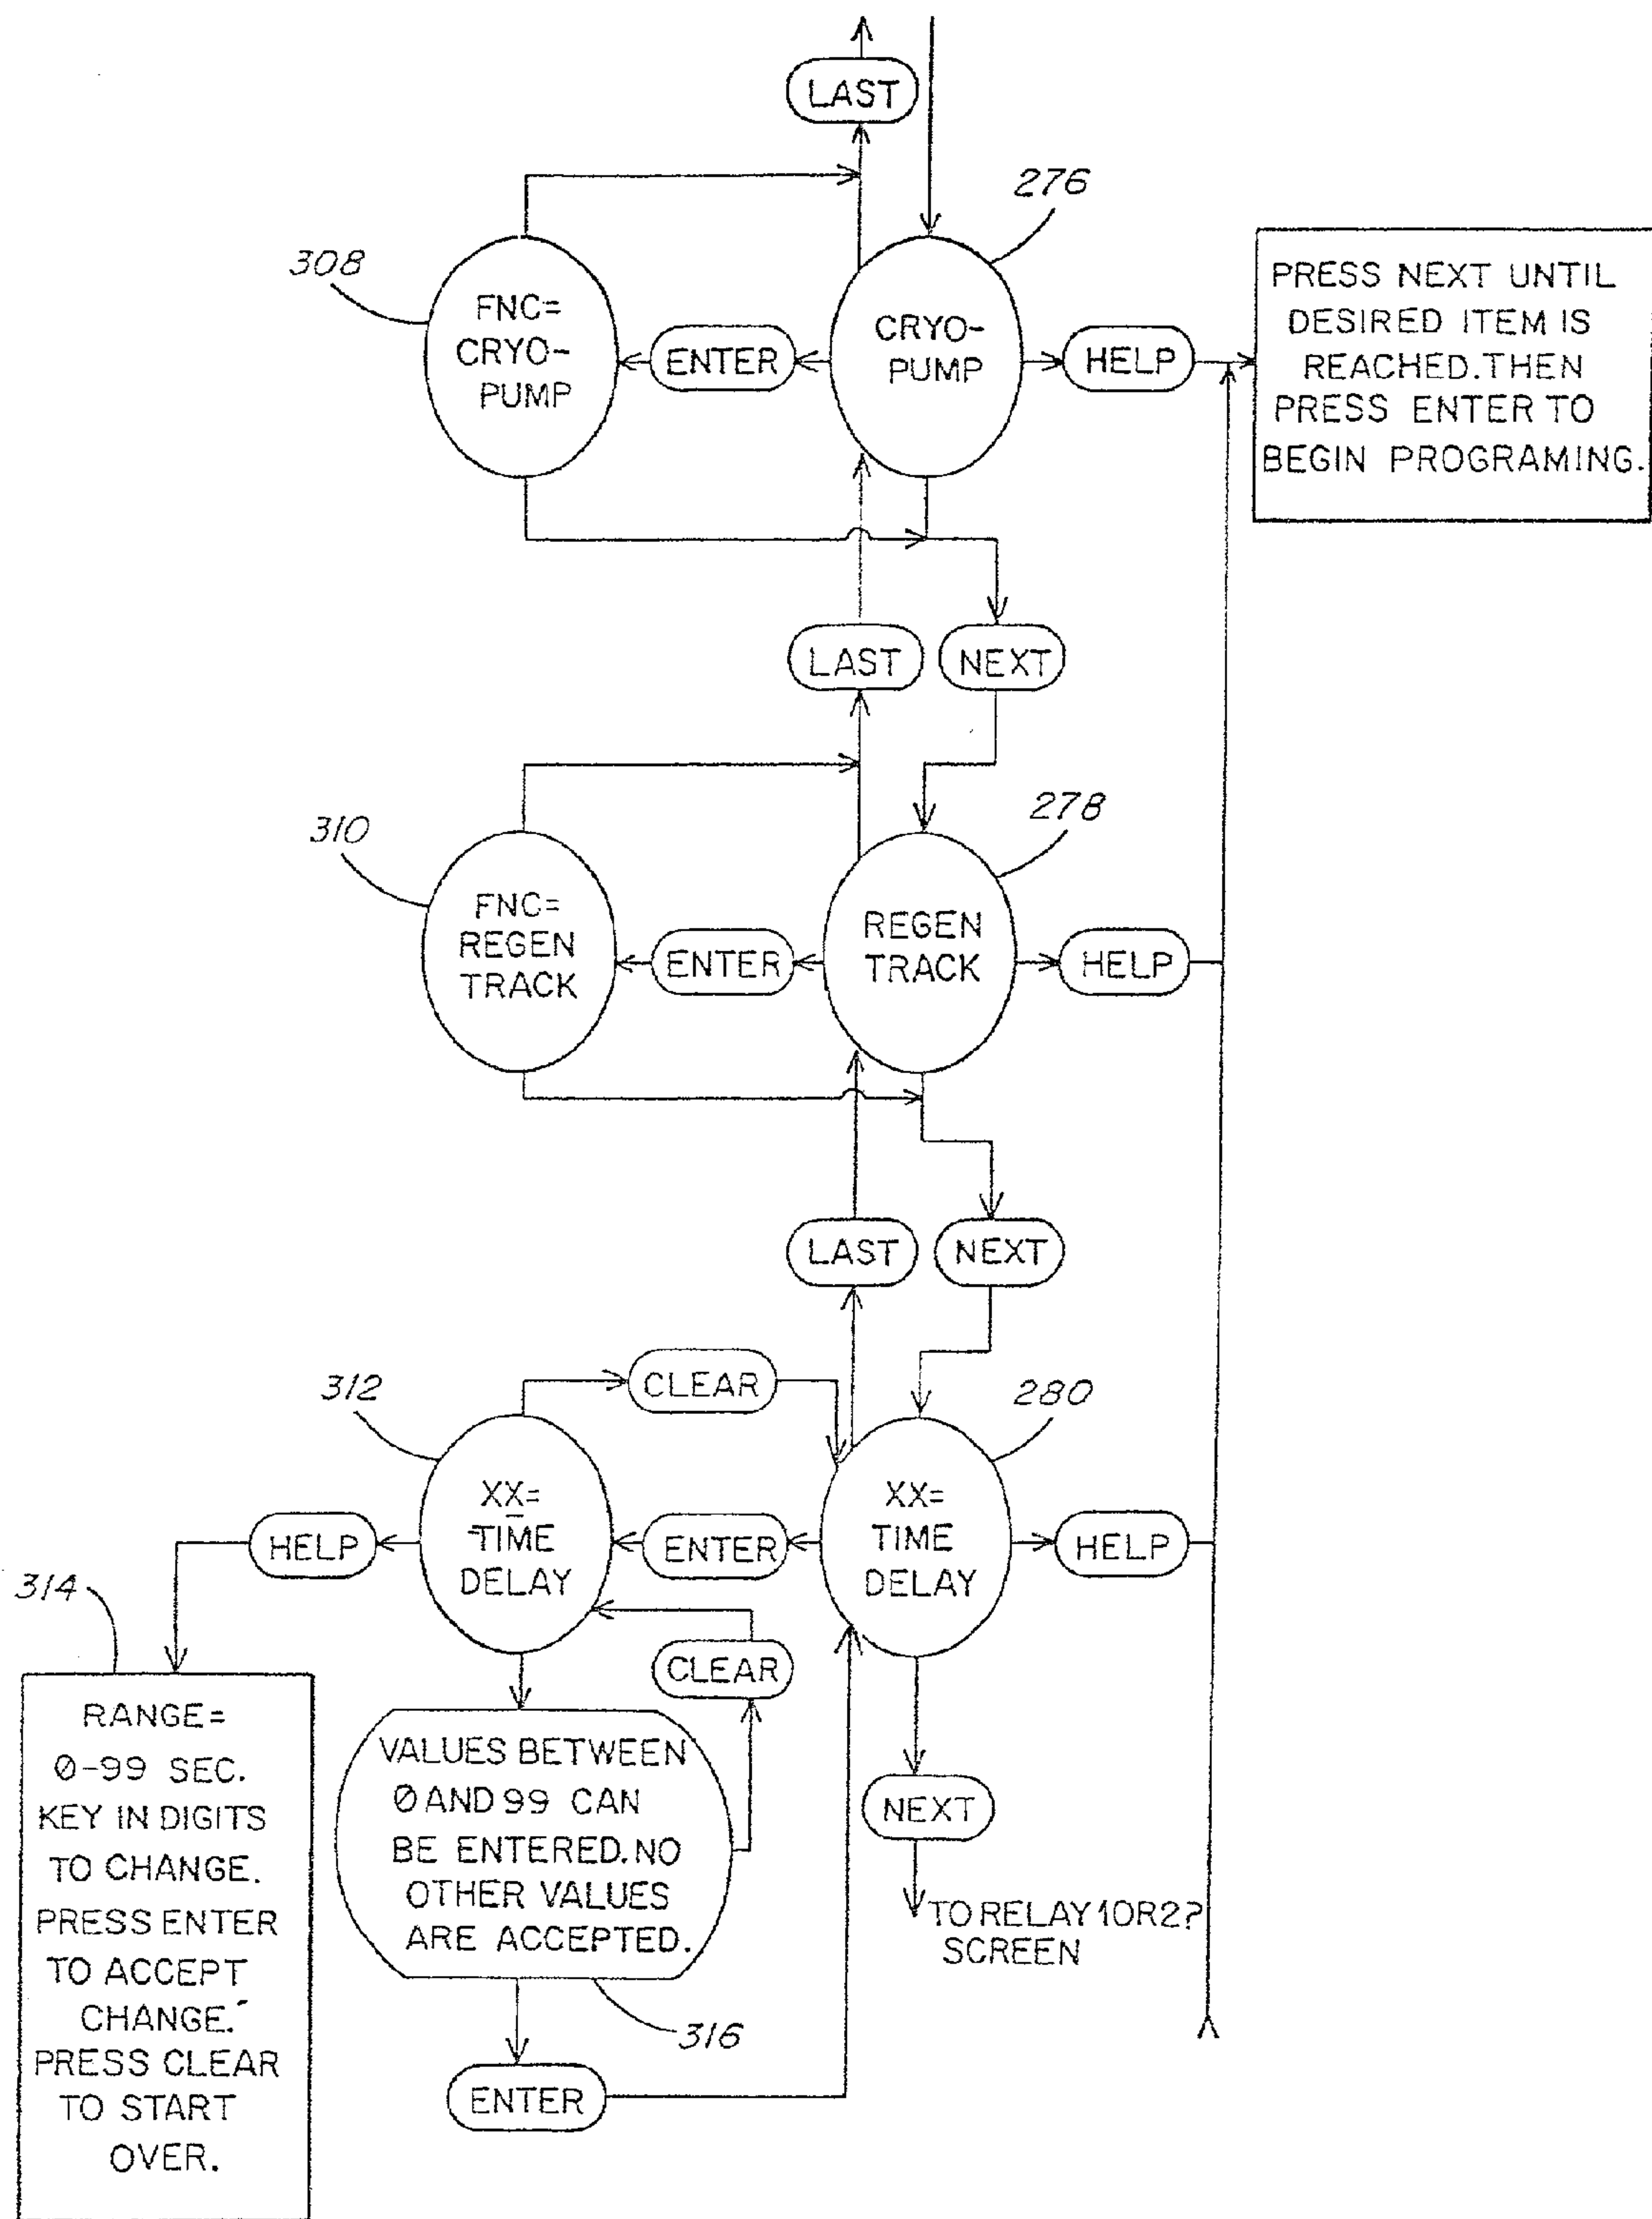 LAST
276
308
FNC=
CRYO-
PUMP
ENTER
CRYO-
PUMP
HELP
PRESS NEXT UNTIL
DESIRED ITEM IS
REACHED. THEN
PRESS ENTER TO
BEGIN PROGRAMING.
LAST
NEXT
278
310
FNC=
REGEN
TRACK
ENTER
REGEN
TRACK
HELP
LAST
NEXT
312
CLEAR
280
HELP
XX=
TIME
DELAY
ENTER
XX=
TIME
DELAY
HELP
314
RANGE=
0-99 SEC.
KEY IN DIGITS
TO CHANGE.
PRESS ENTER
TO ACCEPT
CHANGE.
PRESS CLEAR
TO START
OVER.
CLEAR
VALUES BETWEEN
0 AND 99 CAN
BE ENTERED. NO
OTHER VALUES
ARE ACCEPTED.
316
ENTER
NEXT
TO RELAY 1OR2?
SCREEN